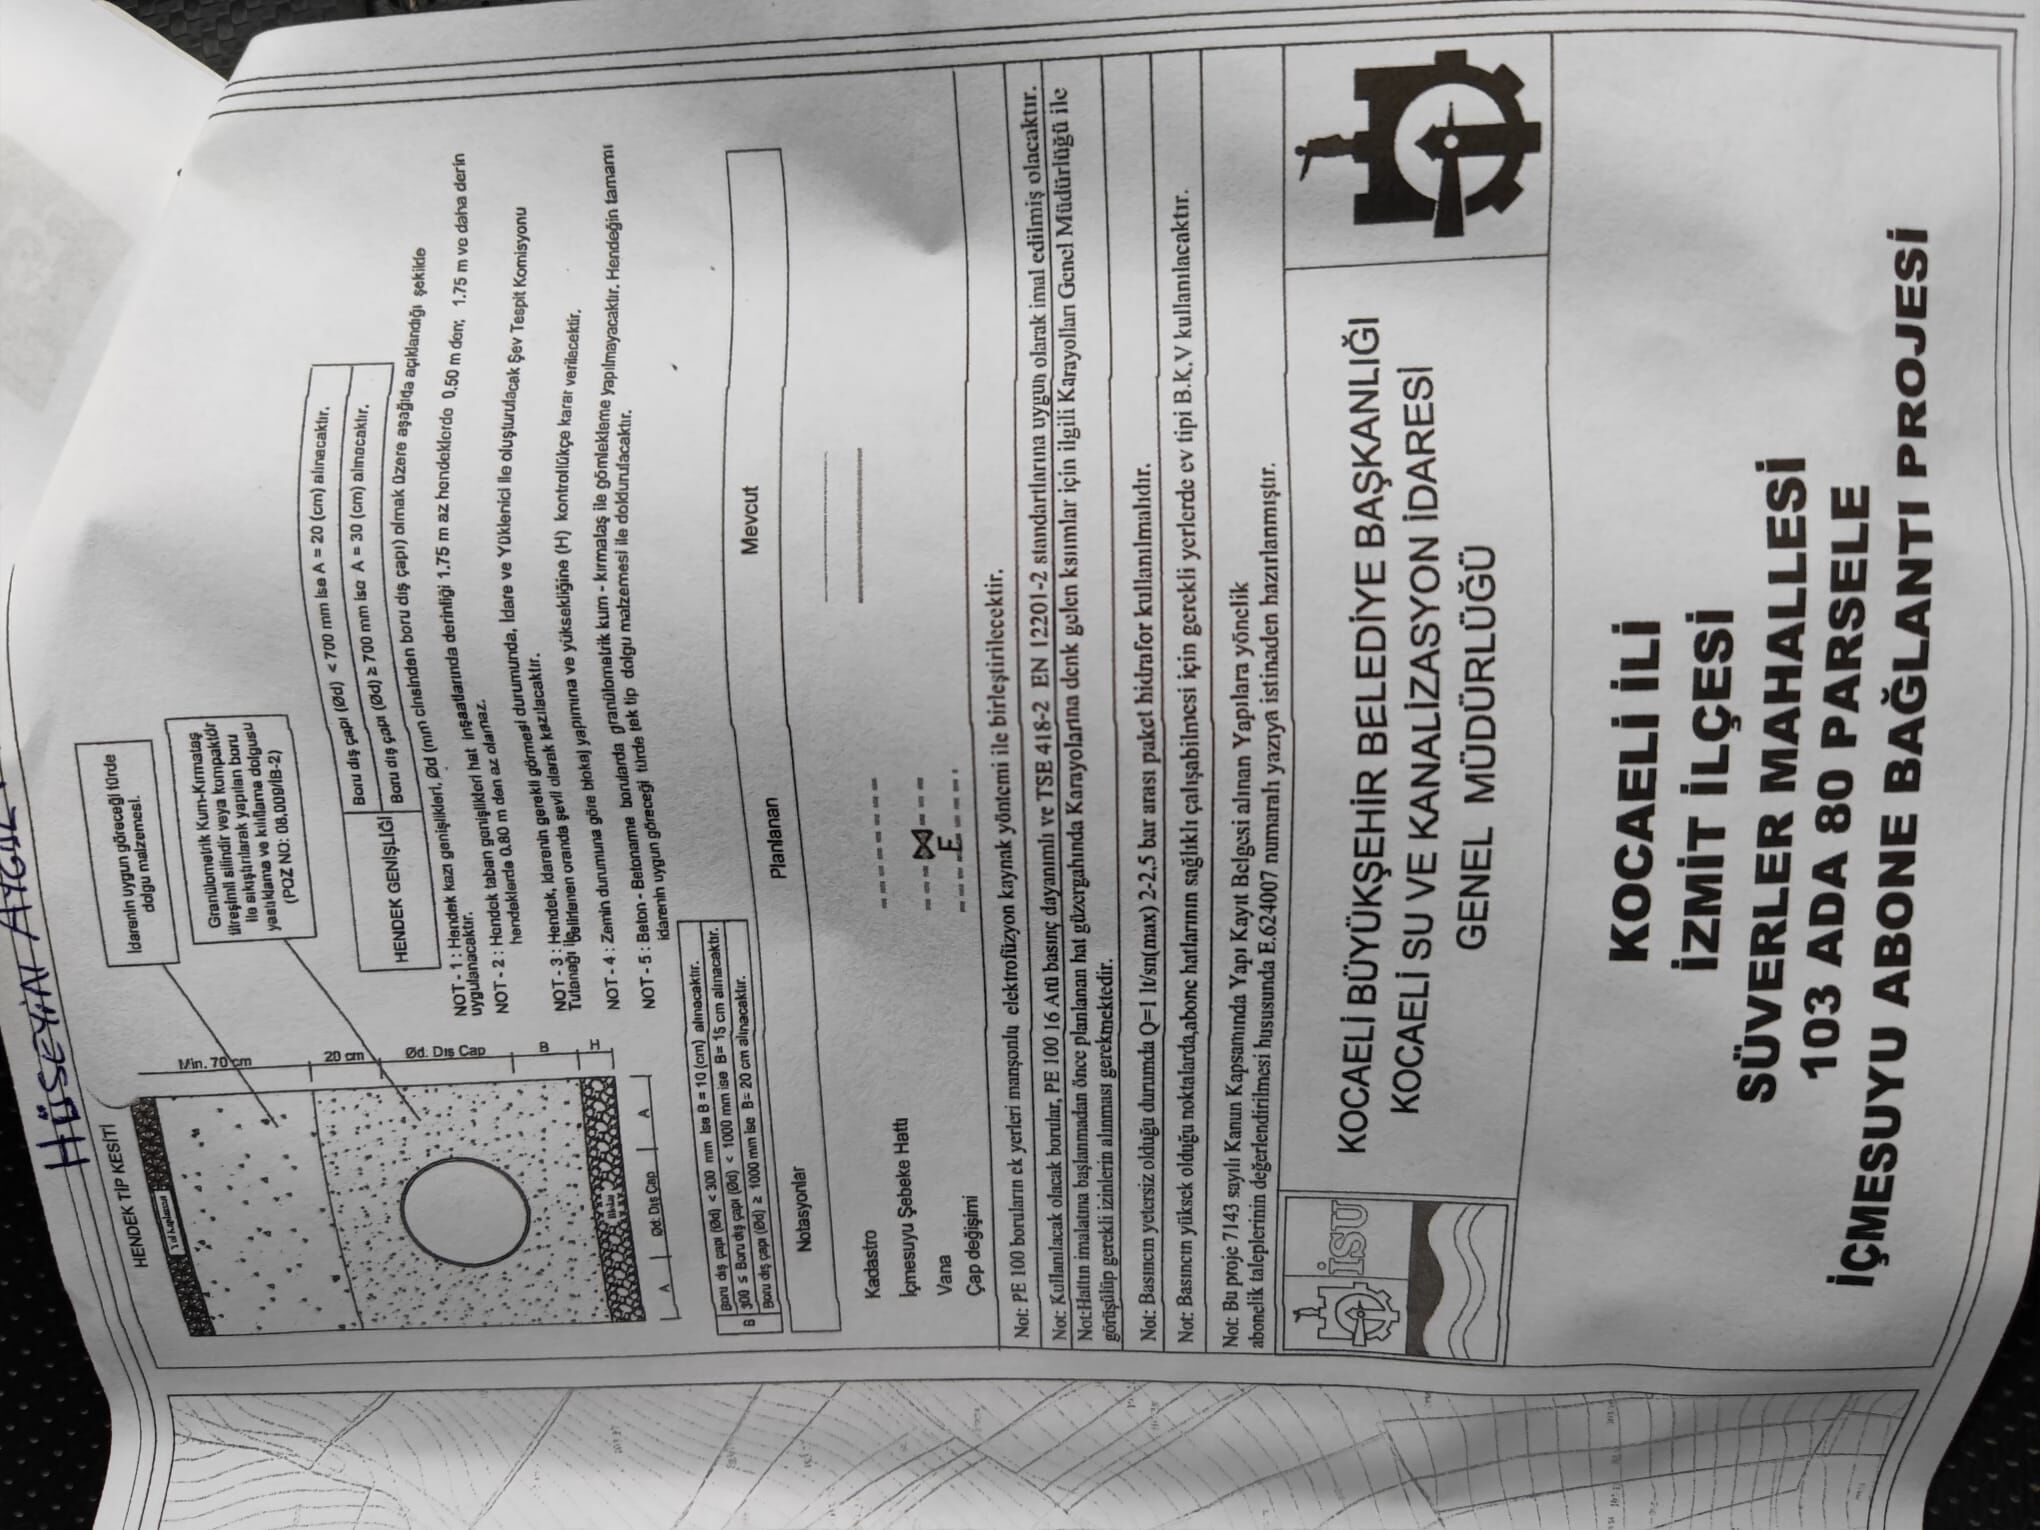 HÜSEYİN AYGÜL
HENDEK TİP KESİTİ
Yol Kaplaması
Min. 70 cm
20 cm
Ød. Dış Çap
B
H
Blokaj
A
Ød. Dış Çap
A
İdarenin uygun göreceği türde
dolgu malzemesi.
Granülometrik Kum-Kırmataş
titreşimli silindir veya kompaktör
ile sıkıştırılarak yapılan boru
yastıklama ve kılıflama dolgusu
(POZ NO: 08.009/IB-2)
HENDEK GENİŞLİĞİ
Boru dış çapı (Ød) < 700 mm ise A = 20 (cm) alınacaktır.
Boru dış çapı (Ød) ≥ 700 mm ise A = 30 (cm) alınacaktır.
NOT - 1 : Hendek kazı genişlikleri, Ød (mm cinsinden boru dış çapı) olmak üzere aşağıda açıklandığı şekilde
uygulanacaktır.
NOT - 2 : Hendek taban genişlikleri hat inşaatlarında derinliği 1.75 m az hendeklerde 0.50 m den; 1.75 m ve daha derin
hendeklerde 0.80 m den az olamaz.
NOT - 3 : Hendek, İdarenin gerekli görmesi durumunda, İdare ve Yüklenici ile oluşturulacak Şev Tespit Komisyonu
Tutanağı ile belirlenen oranda şevli olarak kazılacaktır.
NOT - 4 : Zemin durumuna göre blokaj yapımına ve yüksekliğine (H) kontrollükçe karar verilecektir.
NOT - 5 : Beton - Betonarme borularda granülometrik kum - kırmataş ile gömlekleme yapılmayacaktır. Hendeğin tamamı
idarenin uygun göreceği türde tek tip dolgu malzemesi ile doldurulacaktır.
B
Boru dış çapı (Ød) < 300 mm ise B = 10 (cm) alınacaktır.
300 ≤ Boru dış çapı (Ød) < 1000 mm ise B= 15 cm alınacaktır.
Boru dış çapı (Ød) ≥ 1000 mm ise B= 20 cm alınacaktır.
Notasyonlar
Planlanan
Mevcut
Kadastro
İçmesuyu Şebeke Hattı
Vana
Çap değişimi
E
Not: PE 100 boruların ek yerleri manşonlu elektrofüzyon kaynak yöntemi ile birleştirilecektir.
Not: Kullanılacak olacak borular, PE 100 16 Atü basınç dayanımlı ve TSE 418-2 EN 12201-2 standartlarına uygun olarak imal edilmiş olacaktır.
Not:Hattın imalatına başlanmadan önce planlanan hat güzergahında Karayolarına denk gelen kısımlar için ilgili Karayolları Genel Müdürlüğü ile
görüşülüp gerekli izinlerin alınması gerekmektedir.
Not: Basıncın yetersiz olduğu durumda Q=1 lt/sn(max) 2-2.5 bar arası paket hidrafor kullanılmalıdır.
Not: Basıncın yüksek olduğu noktalarda,abone hatlarının sağlıklı çalışabilmesi için gerekli yerlerde ev tipi B.K.V kullanılacaktır.
Not: Bu proje 7143 sayılı Kanun Kapsamında Yapı Kayıt Belgesi alınan Yapılara yönelik
abonelik taleplerinin değerlendirilmesi hususunda E.624007 numaralı yazıya istinaden hazırlanmıştır.
İSU
KOCAELİ BÜYÜKŞEHİR BELEDİYE BAŞKANLIĞI
KOCAELİ SU VE KANALİZASYON İDARESİ
GENEL MÜDÜRLÜĞÜ
KOCAELİ İLİ
İZMİT İLÇESİ
SÜVERLER MAHALLESİ
103 ADA 80 PARSELE
İÇMESUYU ABONE BAĞLANTI PROJESİ